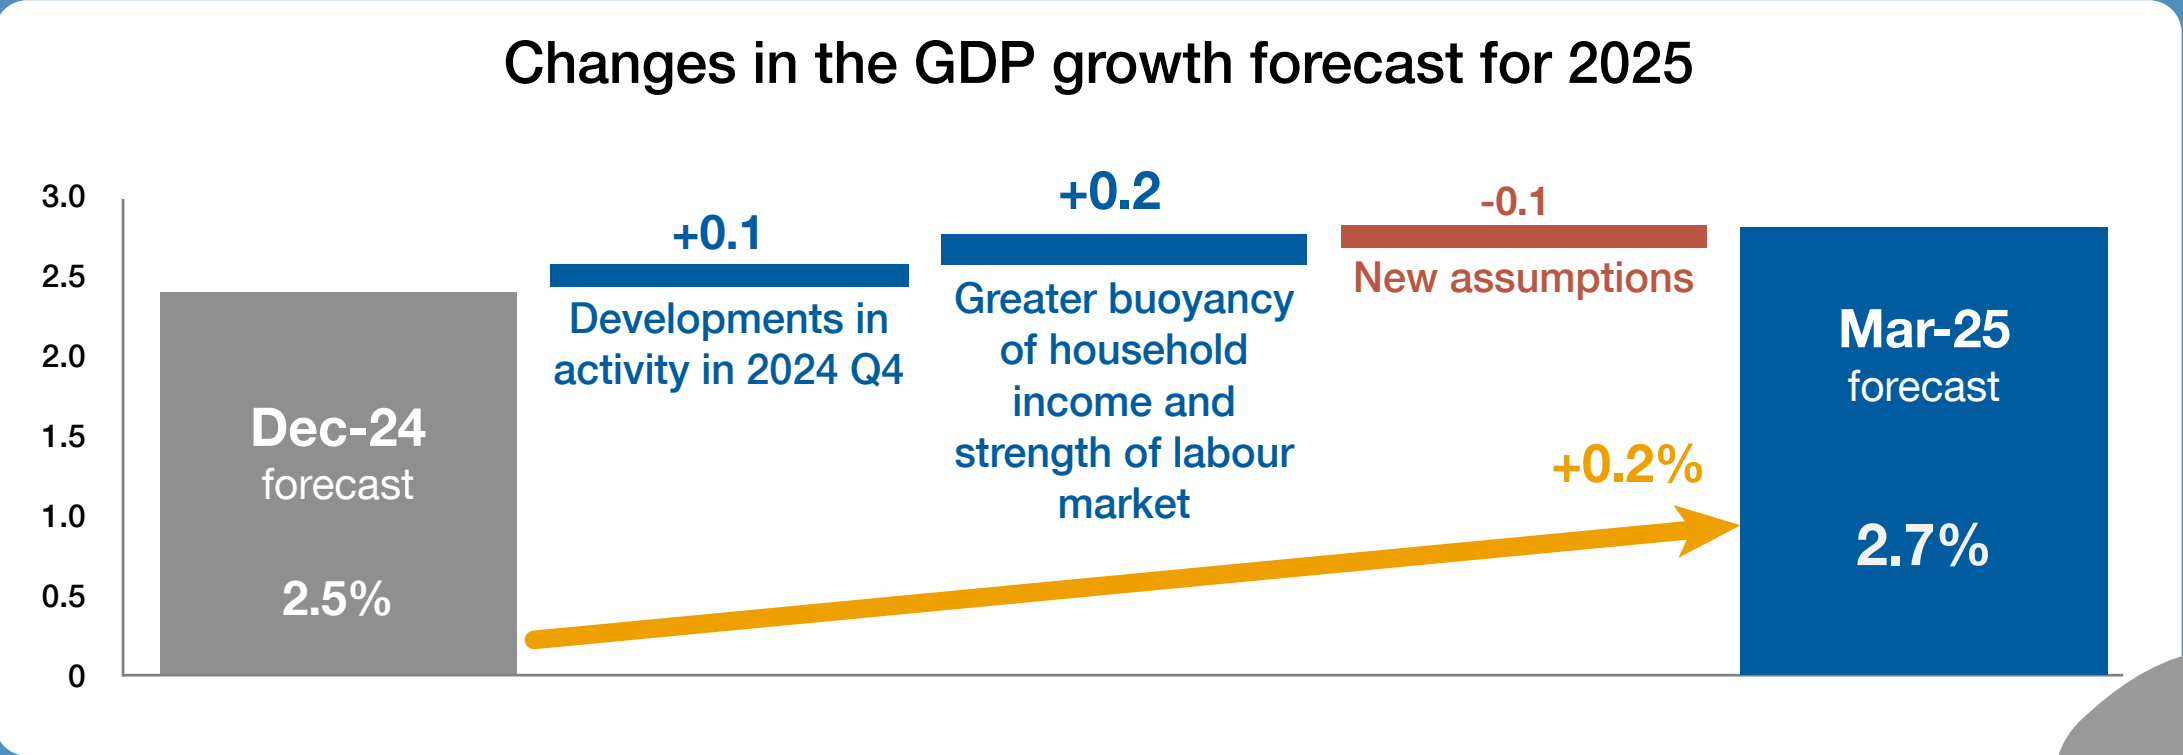 Changes in the GDP growth forecast for 2025
3.0
2.5
2.0
1.5
1.0
0.5
0
Dec-24
forecast
2.5%
+0.1
Developments in
activity in 2024 Q4
+0.2
Greater buoyancy
of household
income and
strength of labour
market
-0.1
New assumptions
+0.2%
Mar-25
forecast
2.7%